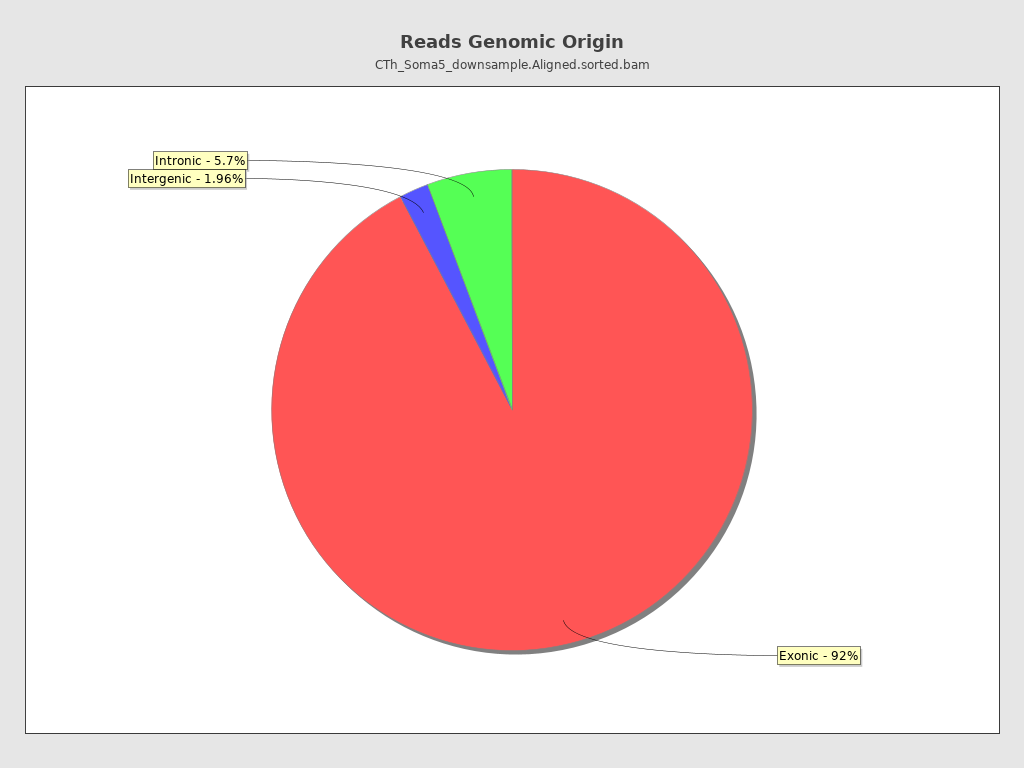 Reads Genomic Origin
CTh_Soma5_downsample.Aligned.sorted.bam
Intronic - 5.7%
Intergenic - 1.96%
Exonic - 92%